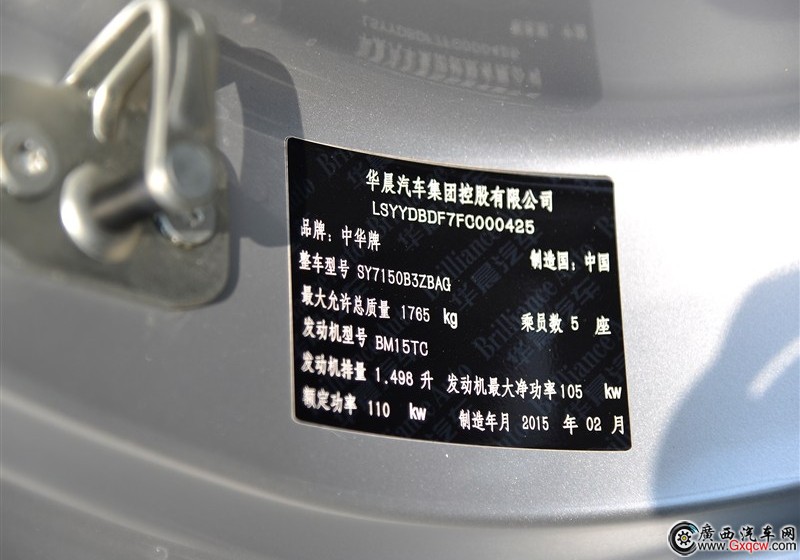 华晨汽车集团控股有限公司
LSYYDBDF7FC000425
品牌: 中华牌 制造国: 中国
整车型号 SY7150B3ZBAG
最大允许总质量 1765 kg 乘员数 5 座
发动机型号 BM15TC
发动机排量 1.498 升 发动机最大净功率105 kw
额定功率 110 kw 制造年月 2015 年 02 月
廣西汽车网
www.Gxqcw.com